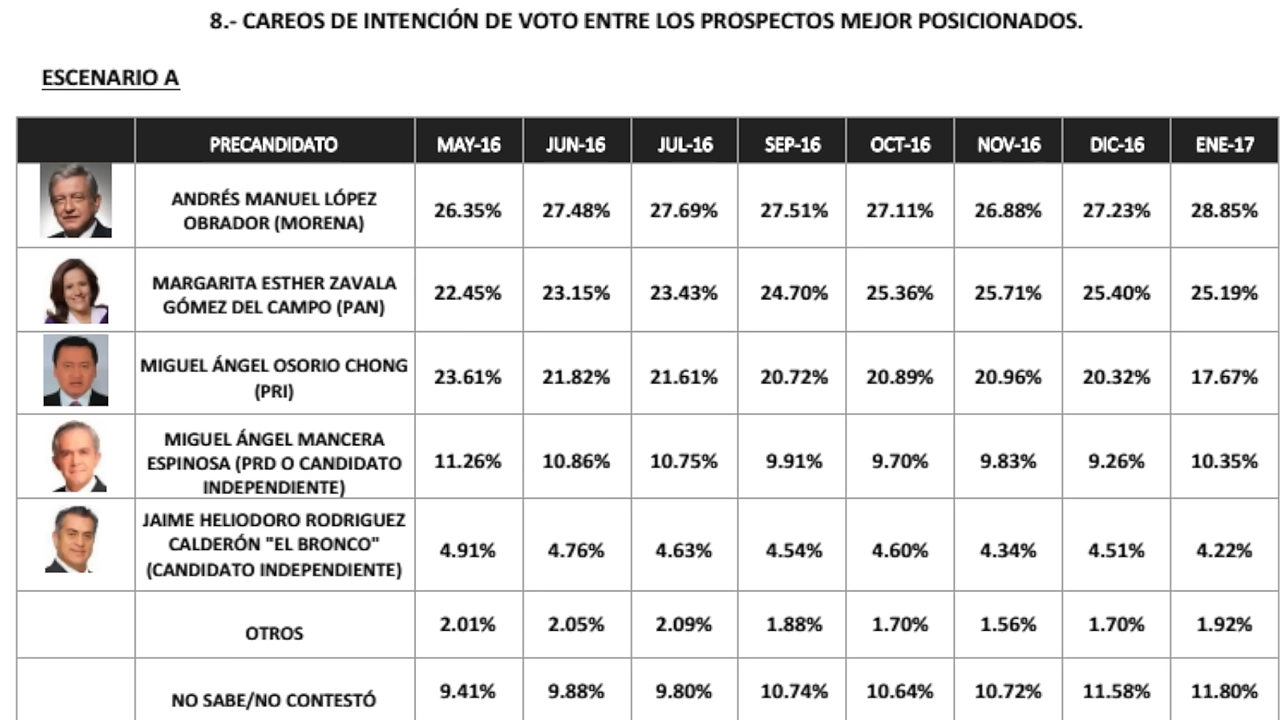 8.- CAREOS DE INTENCIÓN DE VOTO ENTRE LOS PROSPECTOS MEJOR POSICIONADOS.
ESCENARIO A
PRECANDIDATO MAY-16 JUN-16 JUL-16 SEP-16 OCT-16 NOV-16 DIC-16 ENE-17
ANDRÉS MANUEL LÓPEZ
OBRADOR (MORENA)
26.35% 27.48% 27.69% 27.51% 27.11% 26.88% 27.23% 28.85%
MARGARITA ESTHER ZAVALA
GÓMEZ DEL CAMPO (PAN)
22.45% 23.15% 23.43% 24.70% 25.36% 25.71% 25.40% 25.19%
MIGUEL ÁNGEL OSORIO CHONG
(PRI)
23.61% 21.82% 21.61% 20.72% 20.89% 20.96% 20.32% 17.67%
MIGUEL ÁNGEL MANCERA
ESPINOSA (PRD O CANDIDATO
INDEPENDIENTE)
11.26% 10.86% 10.75% 9.91% 9.70% 9.83% 9.26% 10.35%
JAIME HELIODORO RODRIGUEZ
CALDERÓN "EL BRONCO"
(CANDIDATO INDEPENDIENTE)
4.91% 4.76% 4.63% 4.54% 4.60% 4.34% 4.51% 4.22%
OTROS
2.01% 2.05% 2.09% 1.88% 1.70% 1.56% 1.70% 1.92%
NO SABE/NO CONTESTÓ
9.41% 9.88% 9.80% 10.74% 10.64% 10.72% 11.58% 11.80%